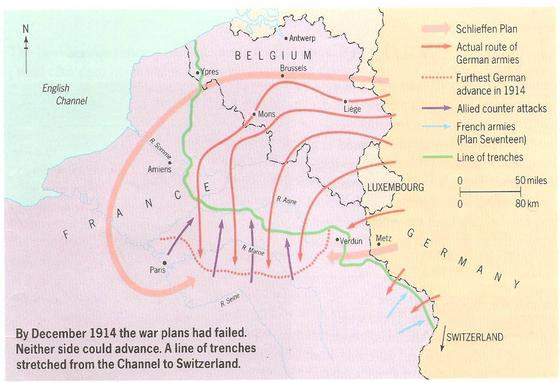 N
English
Channel
Antwerp
BELGIUM
Ypres
Brussels
Liège
Mons
R. Somme
Amiens
FRANCE
R. Aisne
LUXEMBOURG
Verdun
Metz
GERMANY
R. Marne
Paris
R. Seine
SWITZERLAND
Schlieffen Plan
Actual route of
German armies
Furthest German
advance in 1914
Allied counter attacks
French armies
(Plan Seventeen)
Line of trenches
0 50 miles
0 80 km
By December 1914 the war plans had failed.
Neither side could advance. A line of trenches
stretched from the Channel to Switzerland.